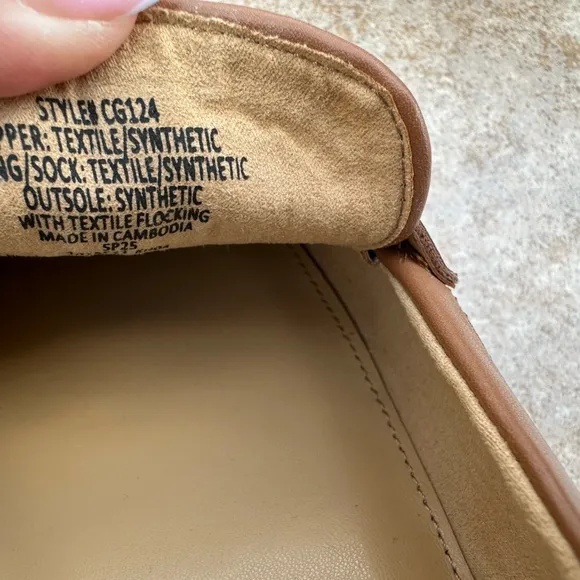 STYLE# CG124
PPER: TEXTILE/SYNTHETIC
NG/SOCK: TEXTILE/SYNTHETIC
OUTSOLE: SYNTHETIC
WITH TEXTILE FLOCKING
MADE IN CAMBODIA
SP25